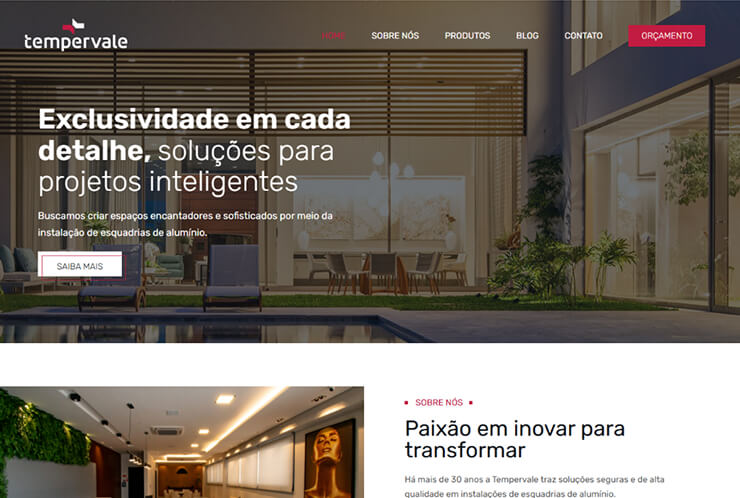 tempervale
HOME
SOBRE NÓS
PRODUTOS
BLOG
CONTATO
ORÇAMENTO
Exclusividade em cada
detalhe, soluções para
projetos inteligentes
Buscamos criar espaços encantadores e sofisticados por meio da
instalação de esquadrias de alumínio.
SAIBA MAIS
SOBRE NÓS
Paixão em inovar para
transformar
Há mais de 30 anos a Tempervale traz soluções seguras e de alta
qualidade em instalações de esquadrias de alumínio.